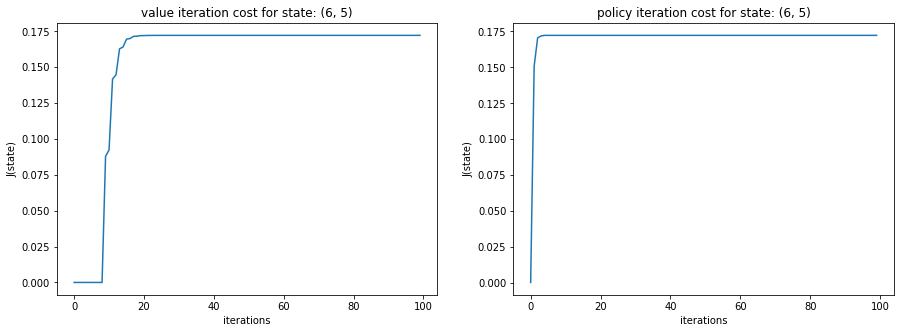 value iteration cost for state: (6, 5)
J(state)
0.175
0.150
0.125
0.100
0.075
0.050
0.025
0.000
0 20 40 60 80 100
iterations
policy iteration cost for state: (6, 5)
J(state)
0.175
0.150
0.125
0.100
0.075
0.050
0.025
0.000
0 20 40 60 80 100
iterations